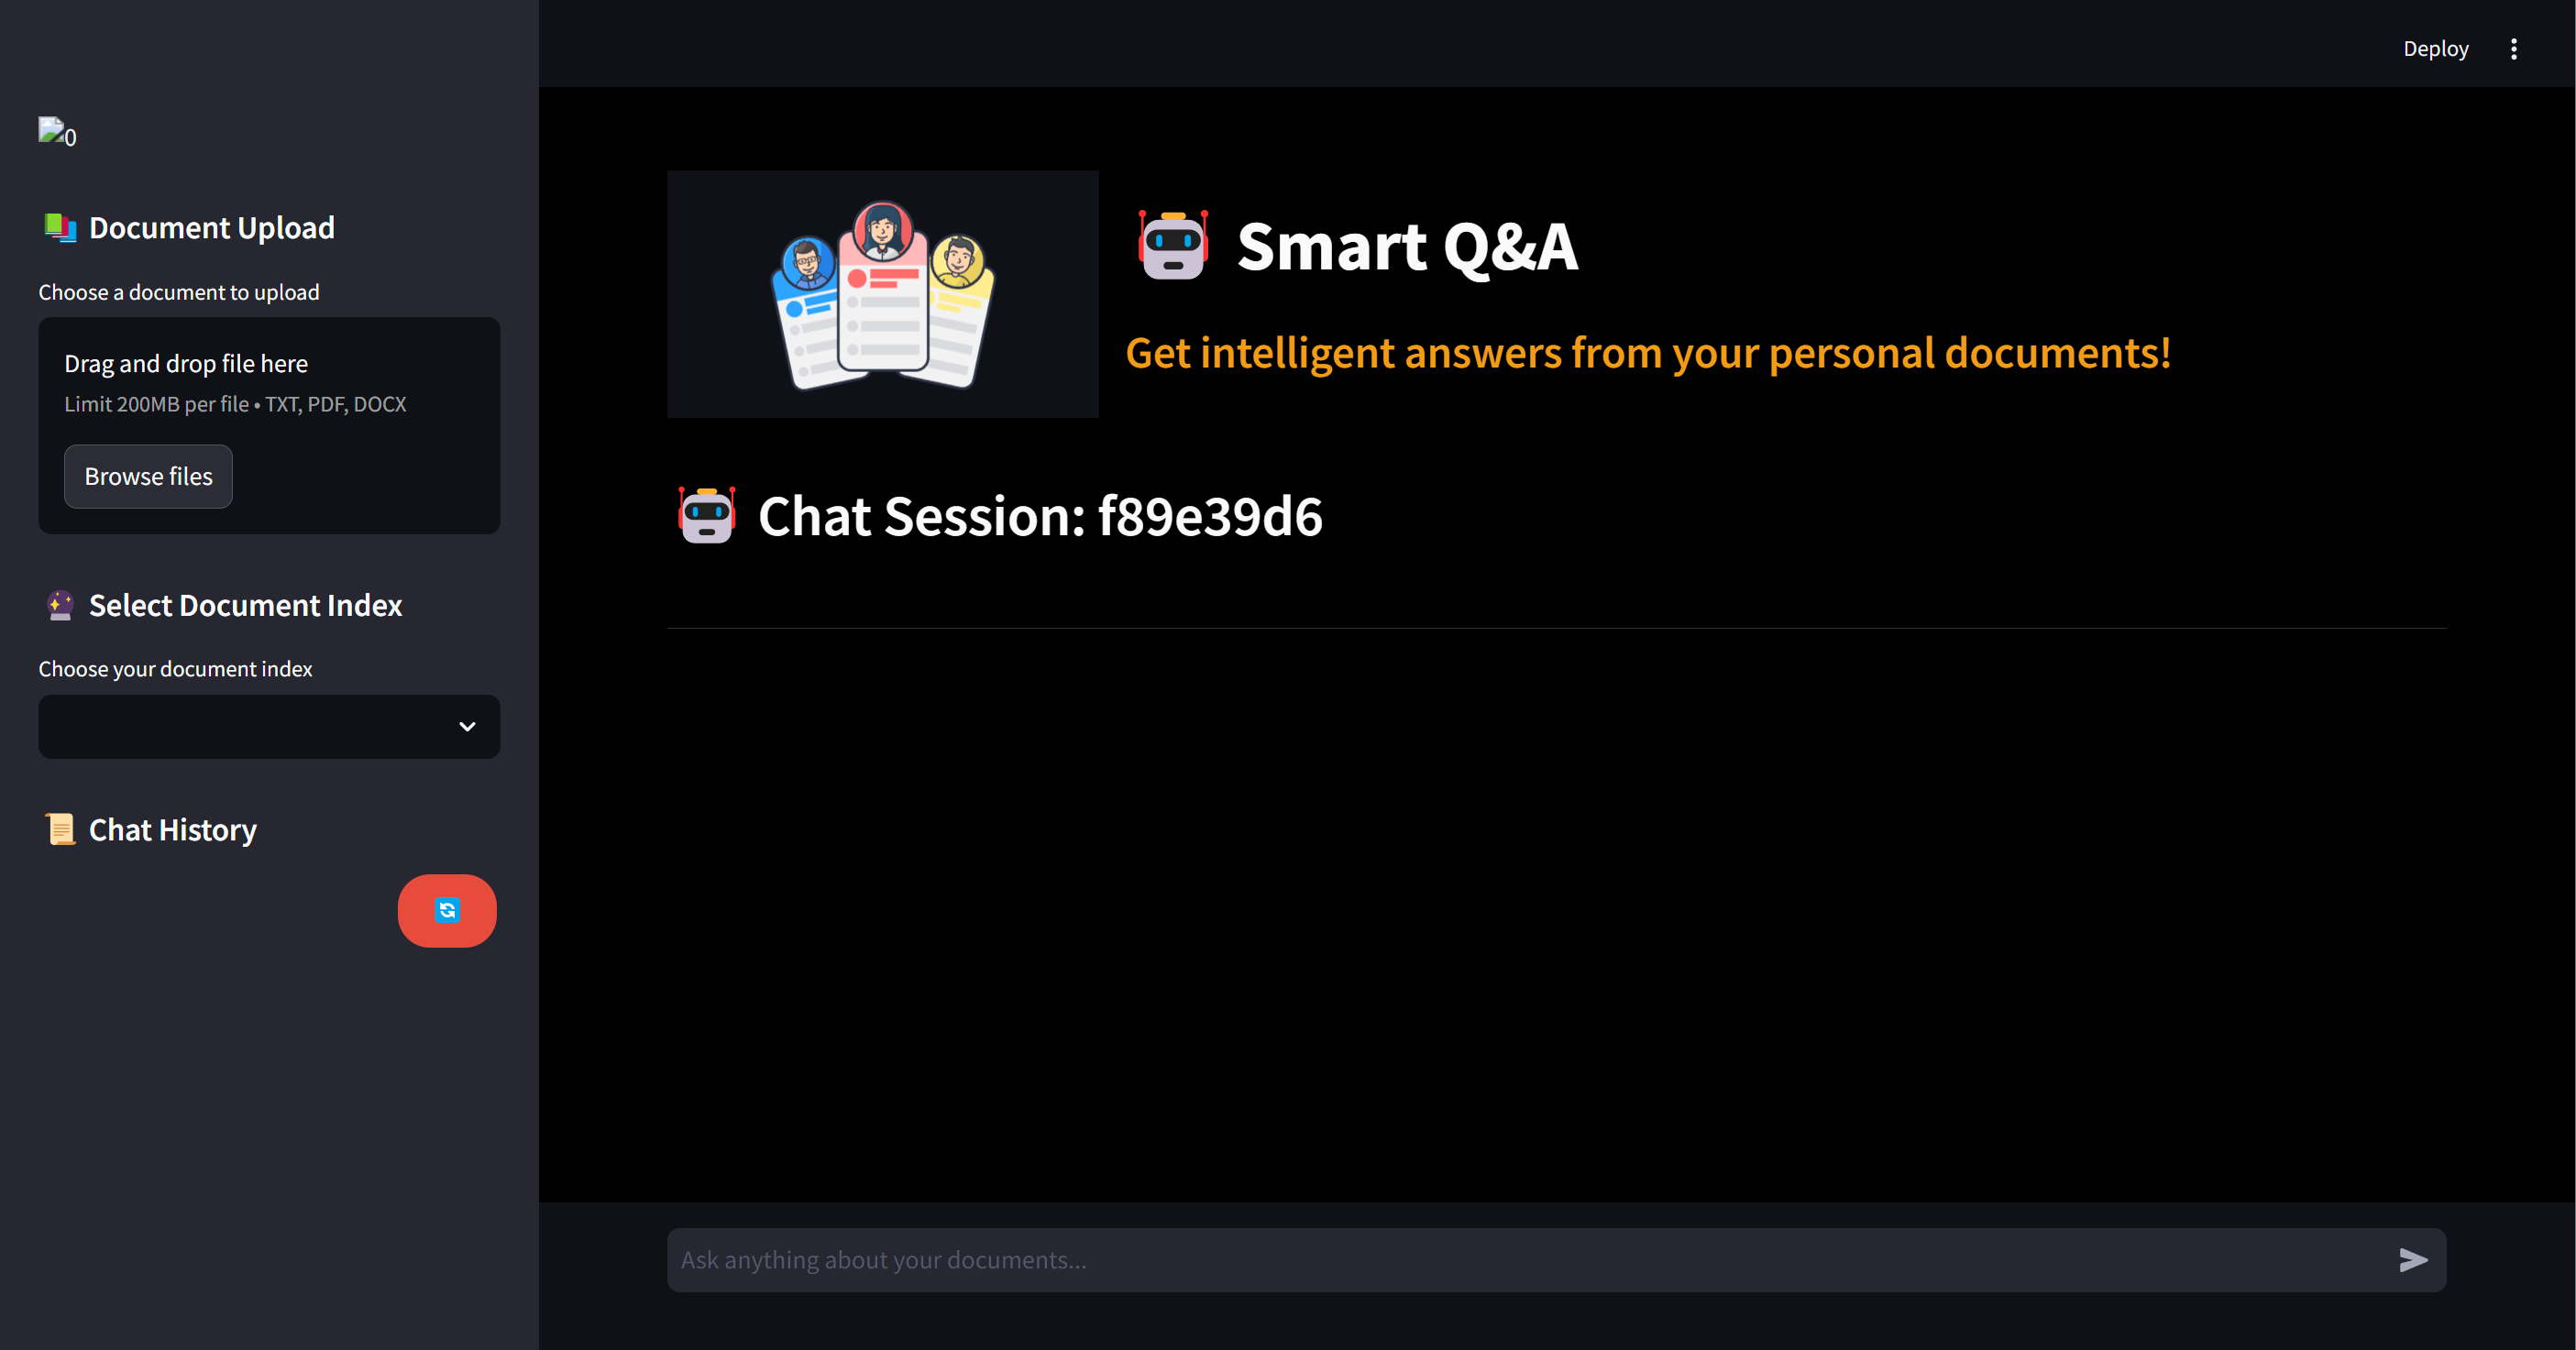 Deploy
0
Document Upload
Choose a document to upload
Drag and drop file here
Limit 200MB per file • TXT, PDF, DOCX
Browse files
Select Document Index
Choose your document index
Chat History
Smart Q&A
Get intelligent answers from your personal documents!
Chat Session: f89e39d6
Ask anything about your documents...